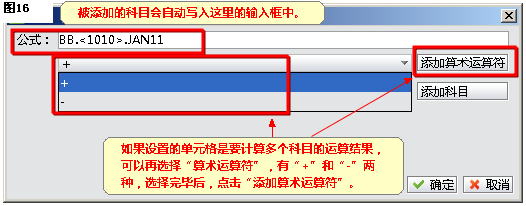 图16
被添加的科目会自动写入这里的输入框中。
公式: BB.<1010>.JAN11
+
添加算术运算符
+
-
添加科目
如果设置的单元格是要计算多个科目的运算结果，
可以再选择“算术运算符”，有“+”和“-”两
种，选择完毕后，点击“添加算术运算符”。
确定 取消